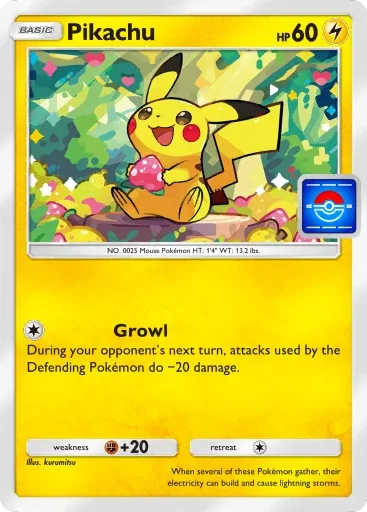 BASIC Pikachu HP 60
NO. 0025 Mouse Pokémon HT: 1'4" WT: 13.2 lbs.
Growl
During your opponent's next turn, attacks used by the
Defending Pokémon do −20 damage.
weakness +20 retreat
Illus. kurumitsu
When several of these Pokémon gather, their
electricity can build and cause lightning storms.